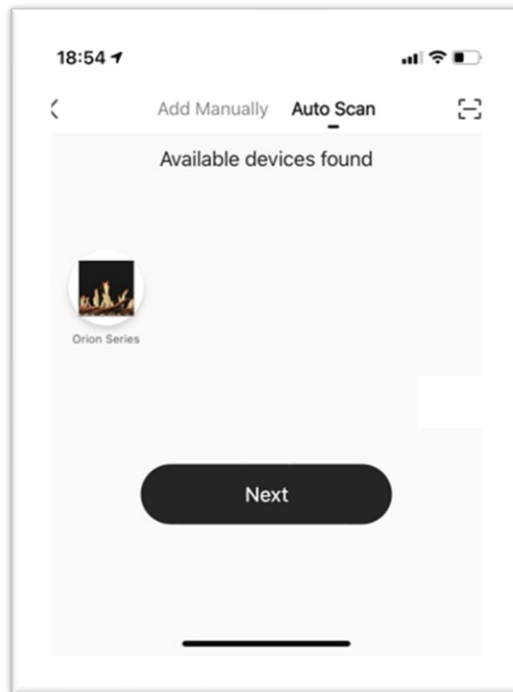 18:54
Add Manually Auto Scan
Available devices found
Orion Series
Next